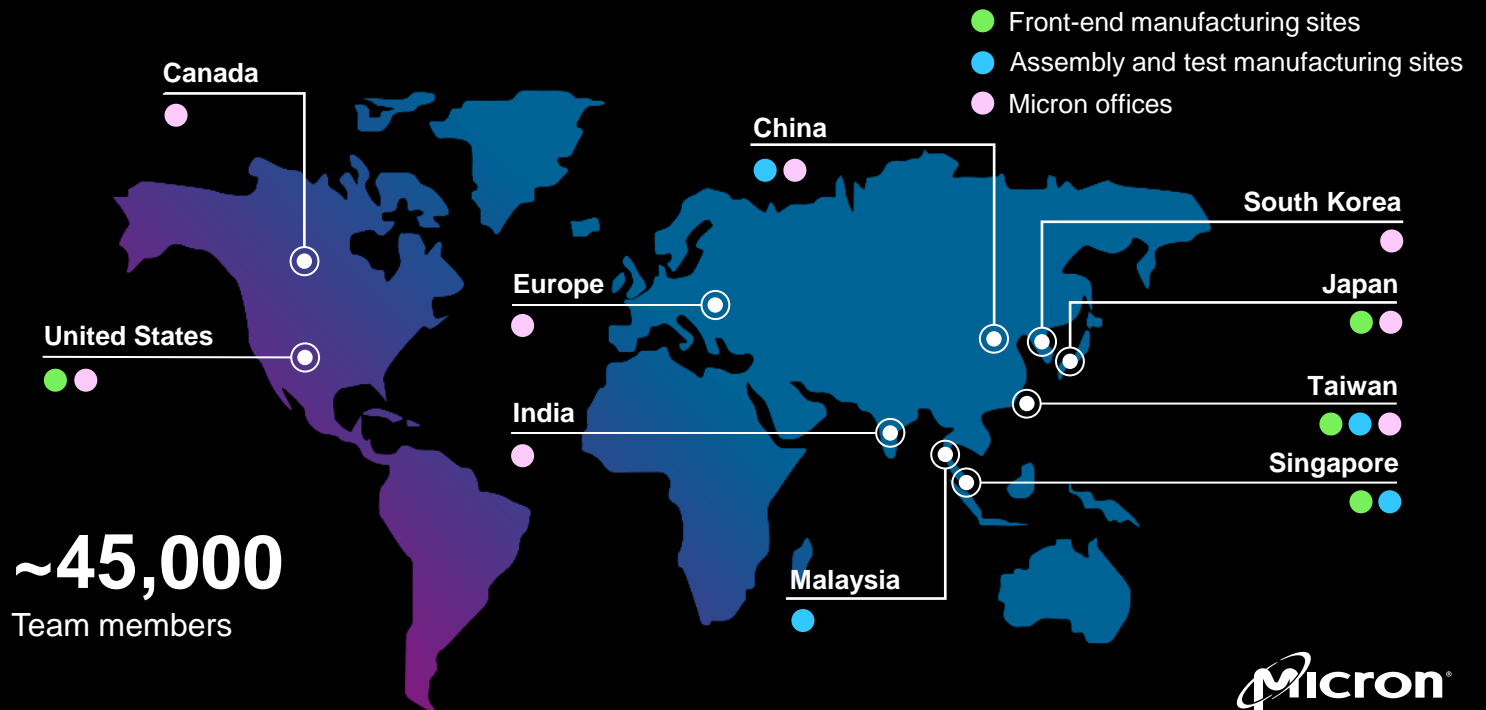 Front-end manufacturing sites
Assembly and test manufacturing sites
Micron offices
Canada
China
South Korea
Europe
Japan
United States
Taiwan
India
Singapore
~45,000
Team members
Malaysia
Micron®